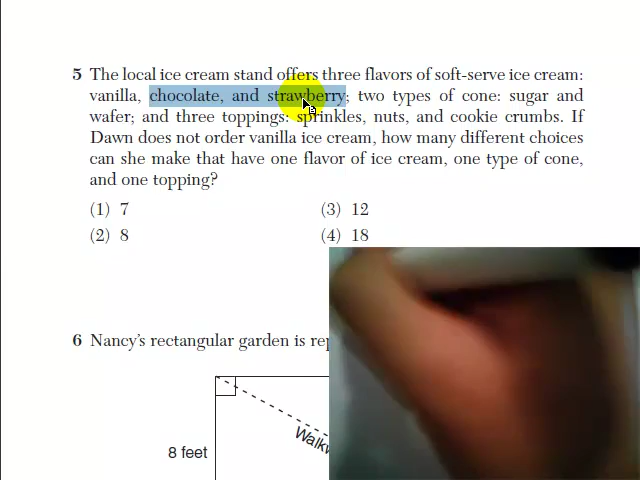 5 The local ice cream stand offers three flavors of soft-serve ice cream:
vanilla, chocolate, and strawberry; two types of cone: sugar and
wafer; and three toppings: sprinkles, nuts, and cookie crumbs. If
Dawn does not order vanilla ice cream, how many different choices
can she make that have one flavor of ice cream, one type of cone,
and one topping?
(1) 7 (3) 12
(2) 8 (4) 18
6 Nancy's rectangular garden is
8 feet